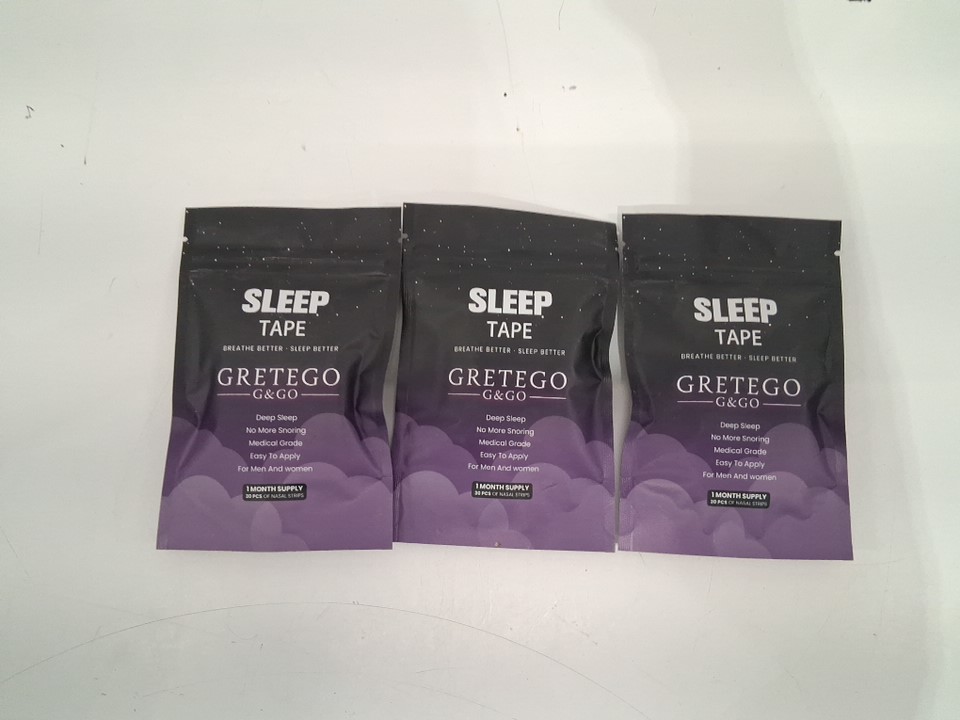 SLEEP
TAPE
BREATHE BETTER · SLEEP BETTER
GRETEGO
G&GO
Deep Sleep
No More Snoring
Medical Grade
Easy To Apply
For Men And women
1 MONTH SUPPLY
30 PCS OF NASAL STRIPS
SLEEP
TAPE
BREATHE BETTER · SLEEP BETTER
GRETEGO
G&GO
Deep Sleep
No More Snoring
Medical Grade
Easy To Apply
For Men And women
1 MONTH SUPPLY
30 PCS OF NASAL STRIPS
SLEEP
TAPE
BREATHE BETTER · SLEEP BETTER
GRETEGO
G&GO
Deep Sleep
No More Snoring
Medical Grade
Easy To Apply
For Men And women
1 MONTH SUPPLY
30 PCS OF NASAL STRIPS